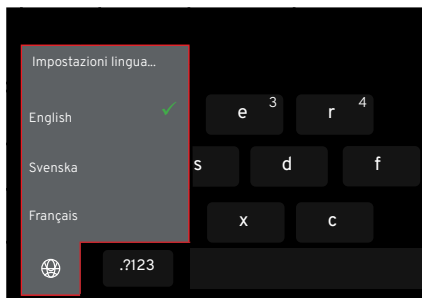 Impostazioni lingua...
English
e 3 r 4
Svenska
s d f
Français
x c
.?123